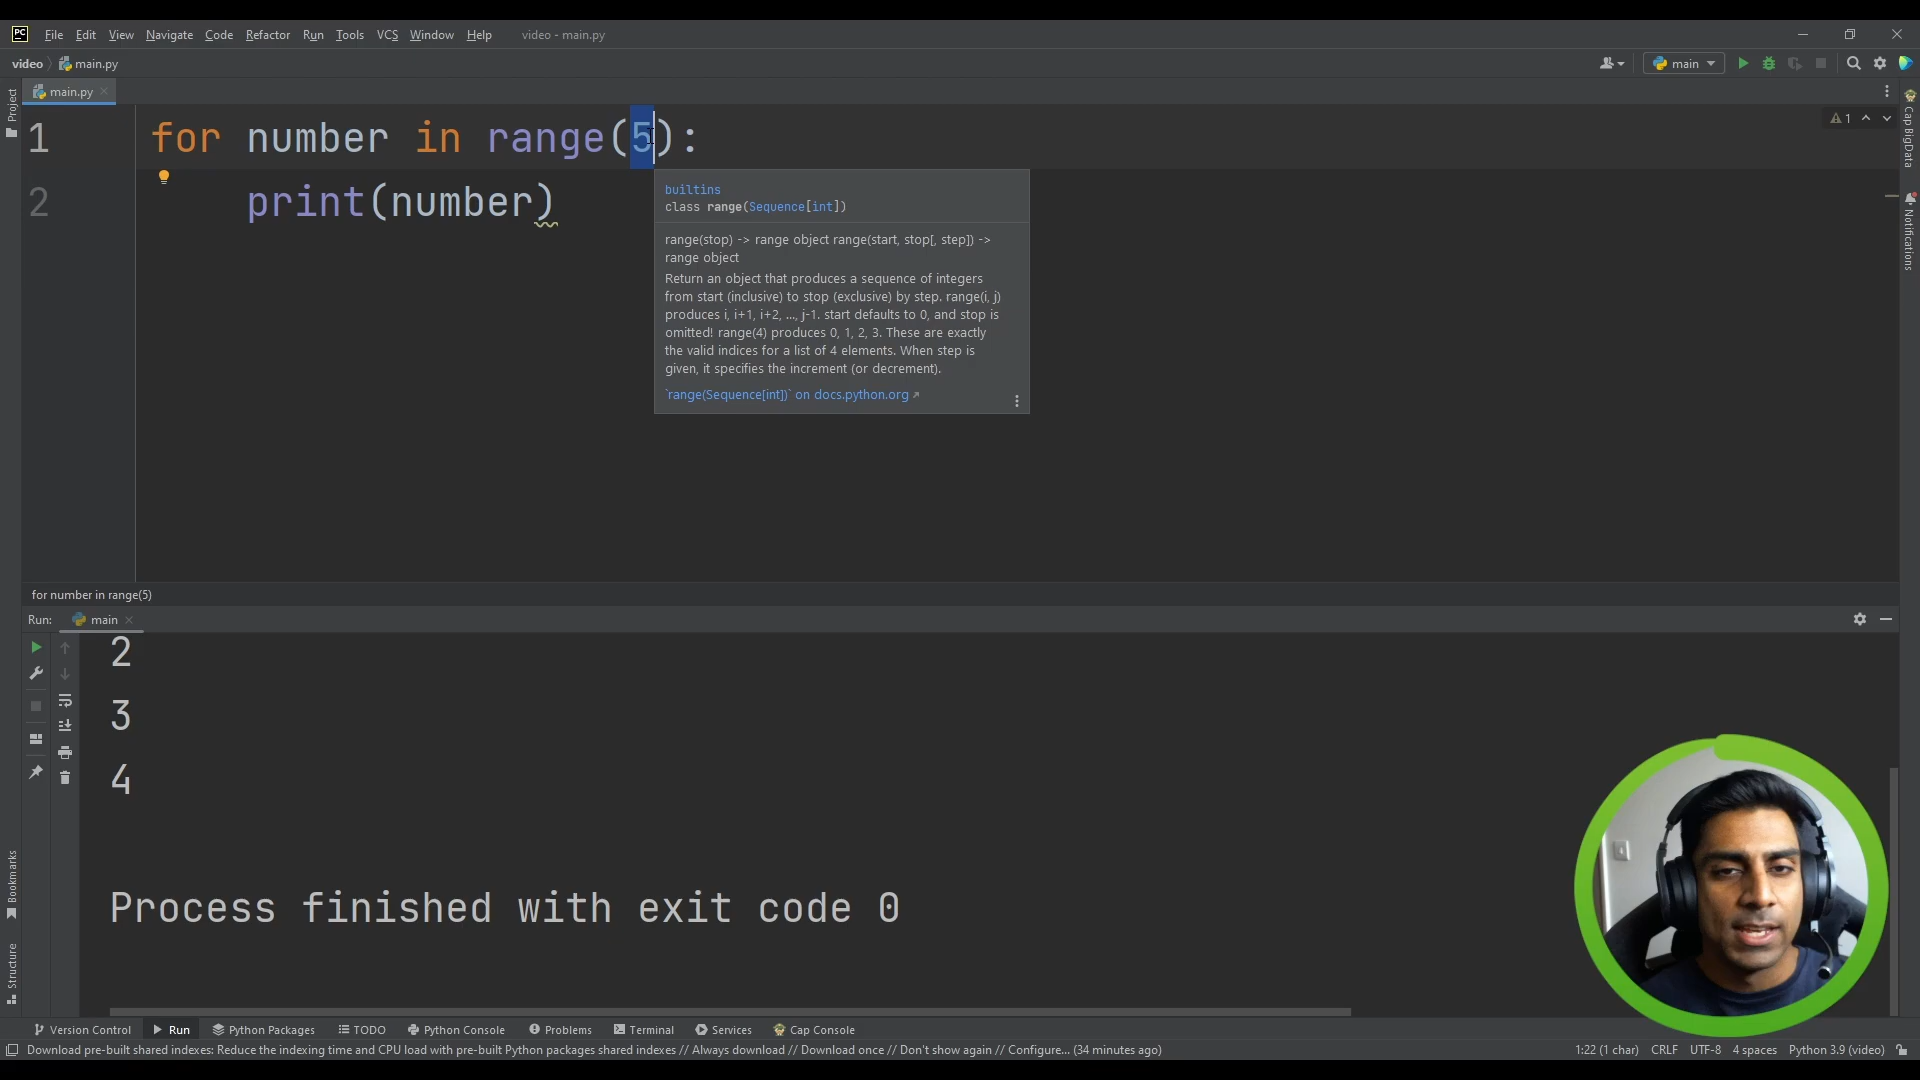 PC File Edit View Navigate Code Refactor Run Tools VCS Window Help video - main.py
video main.py main
Project
main.py
1 for number in range(5): 1
2 print(number)
builtins
class range(Sequence[int])
range(stop) -> range object range(start, stop[, step]) ->
range object
Return an object that produces a sequence of integers
from start (inclusive) to stop (exclusive) by step. range(i, j)
produces i, i+1, i+2, ..., j-1. start defaults to 0, and stop is
omitted! range(4) produces 0, 1, 2, 3. These are exactly
the valid indices for a list of 4 elements. When step is
given, it specifies the increment (or decrement).
`range(Sequence[int])` on docs.python.org
Cap BigData
Notifications
for number in range(5)
Run: main
2
3
4
Process finished with exit code 0
Bookmarks
Structure
Version Control Run Python Packages TODO Python Console Problems Terminal Services Cap Console
Download pre-built shared indexes: Reduce the indexing time and CPU load with pre-built Python packages shared indexes // Always download // Download once // Don't show again // Configure... (34 minutes ago) 1:22 (1 char) CRLF UTF-8 4 spaces Python 3.9 (video)